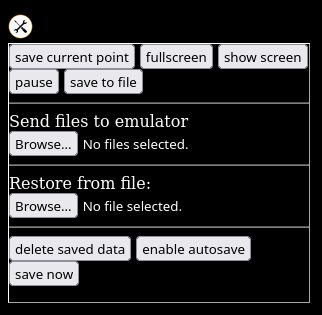 save current point fullscreen show screen
pause save to file
Send files to emulator
Browse... No files selected.
Restore from file:
Browse... No file selected.
delete saved data enable autosave
save now